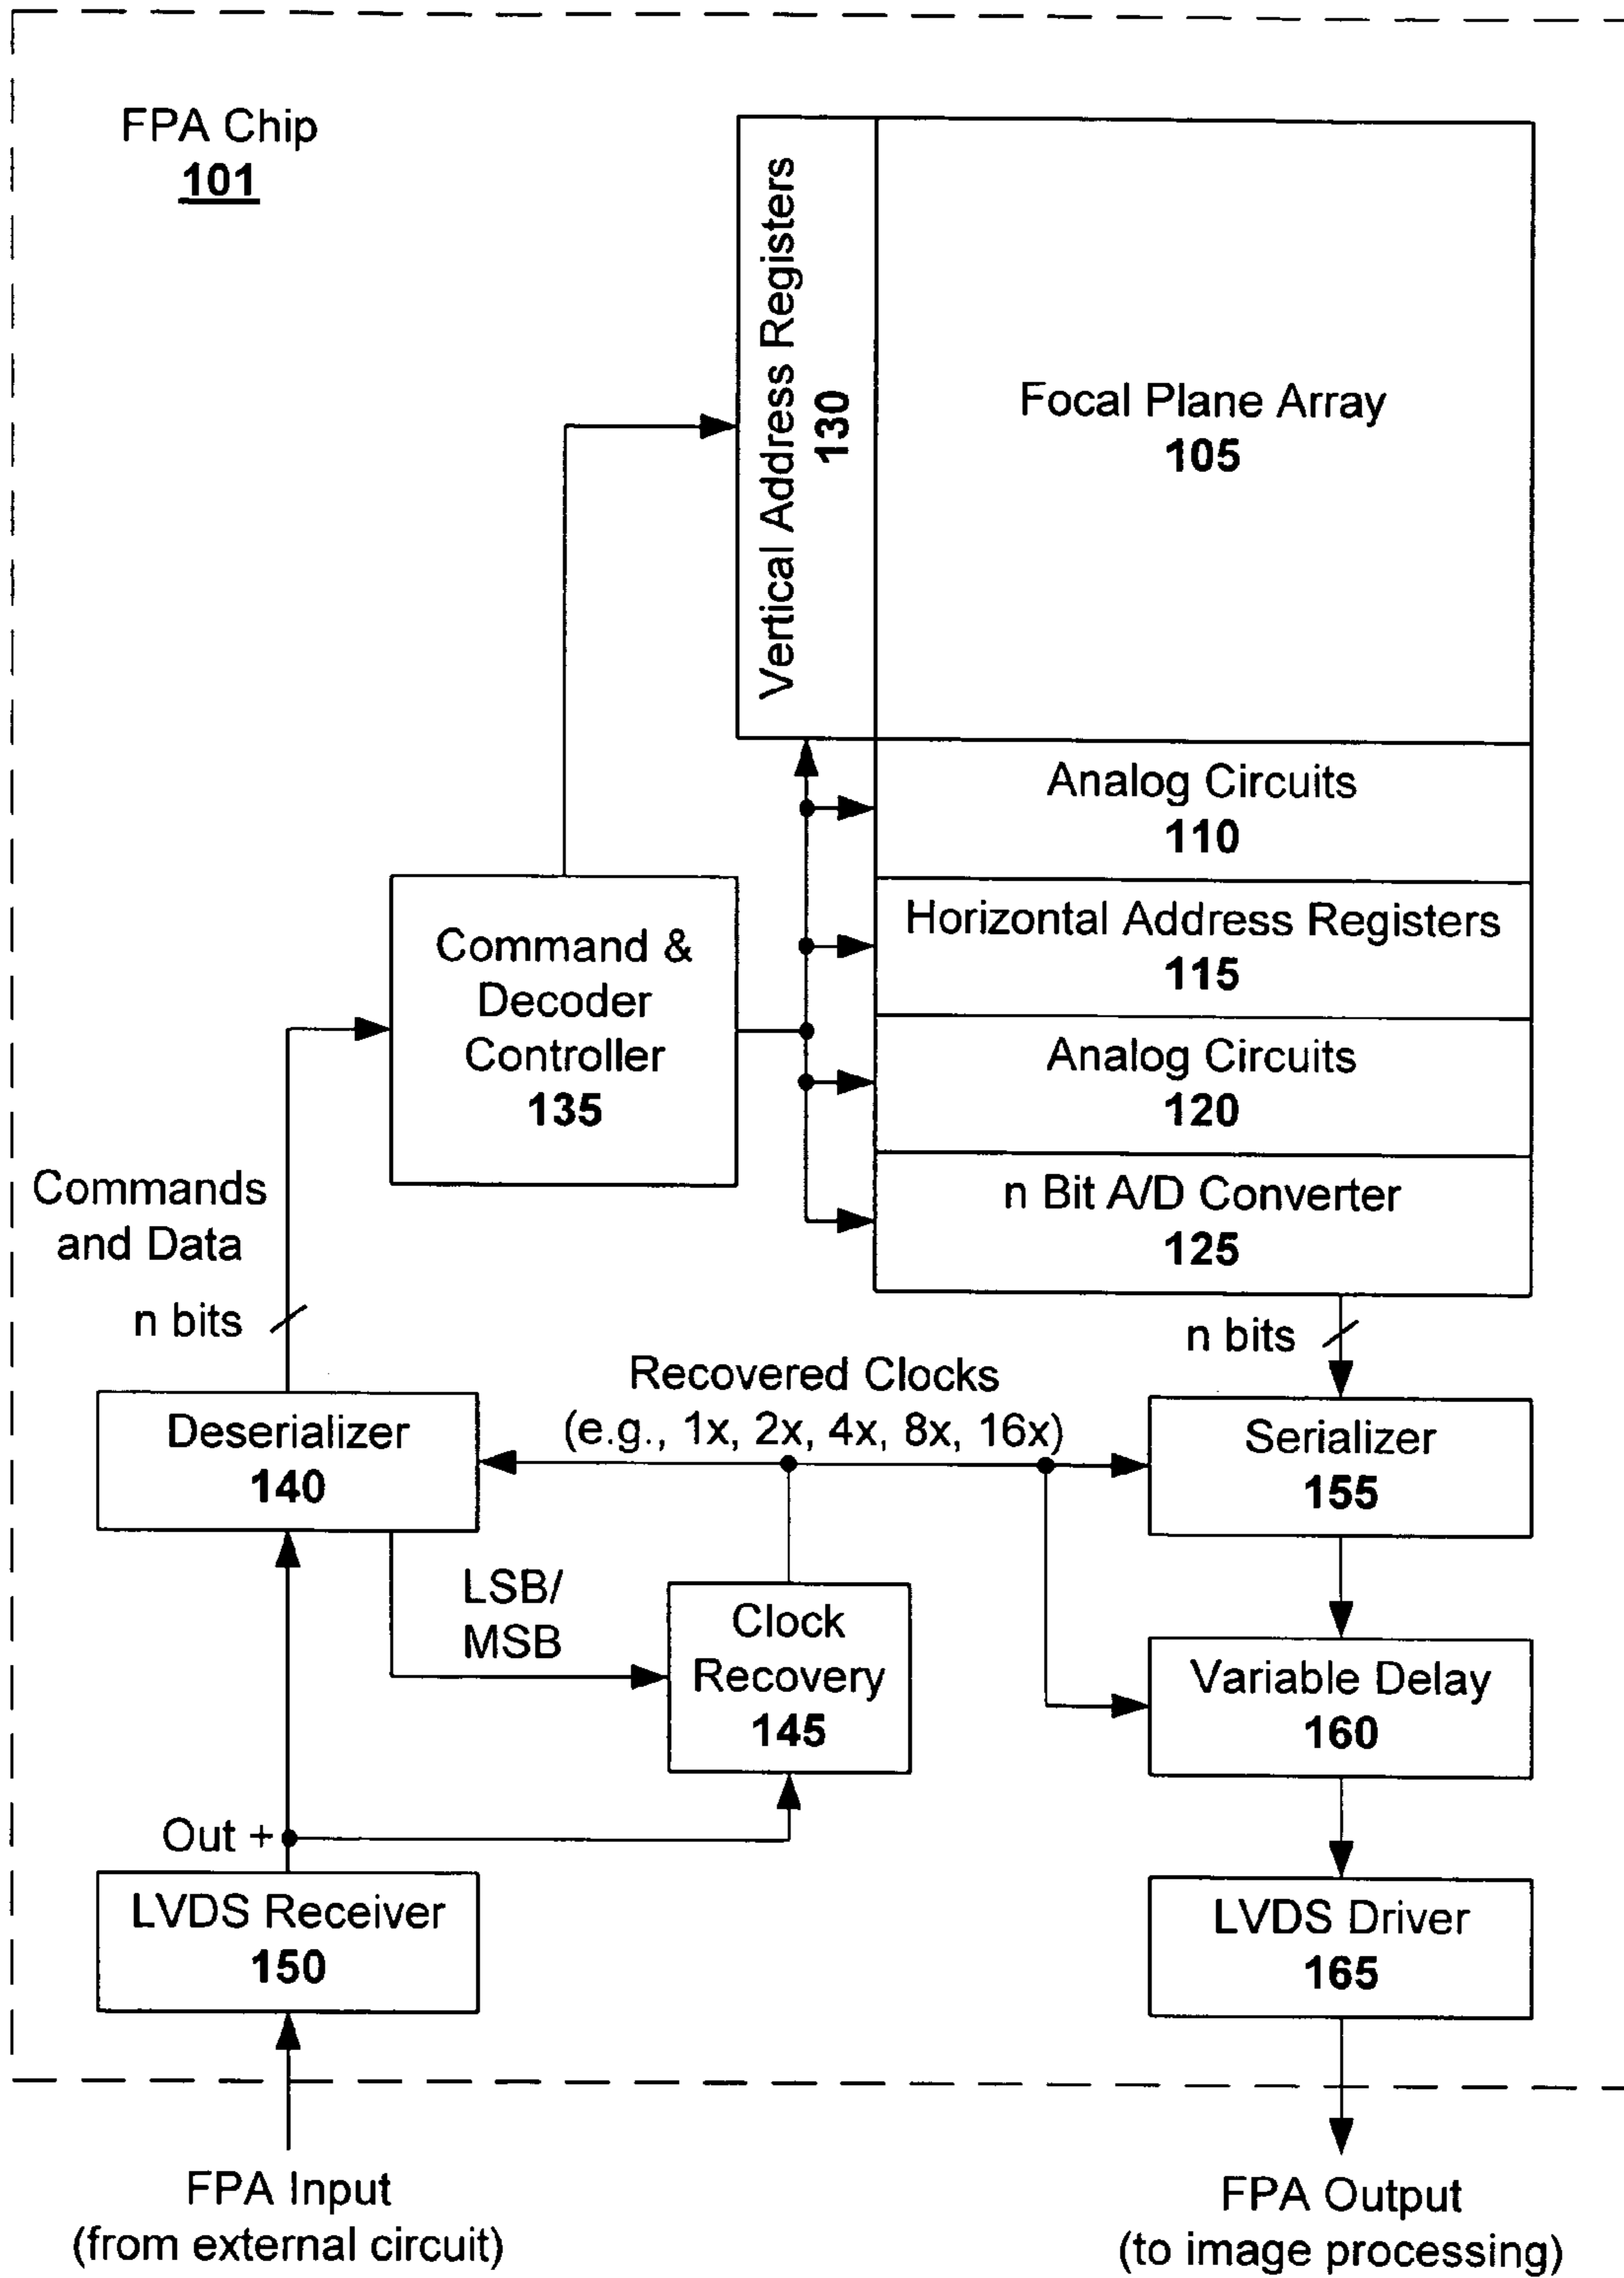 FPA Chip
101
Vertical Address Registers
130
Focal Plane Array
105
Analog Circuits
110
Horizontal Address Registers
115
Analog Circuits
120
n Bit A/D Converter
125
Command &
Decoder
Controller
135
Commands
and Data
n bits
n bits
Recovered Clocks
(e.g., 1x, 2x, 4x, 8x, 16x)
Deserializer
140
Serializer
155
LSB/
MSB
Clock
Recovery
145
Variable Delay
160
Out +
LVDS Receiver
150
LVDS Driver
165
FPA Input
(from external circuit)
FPA Output
(to image processing)